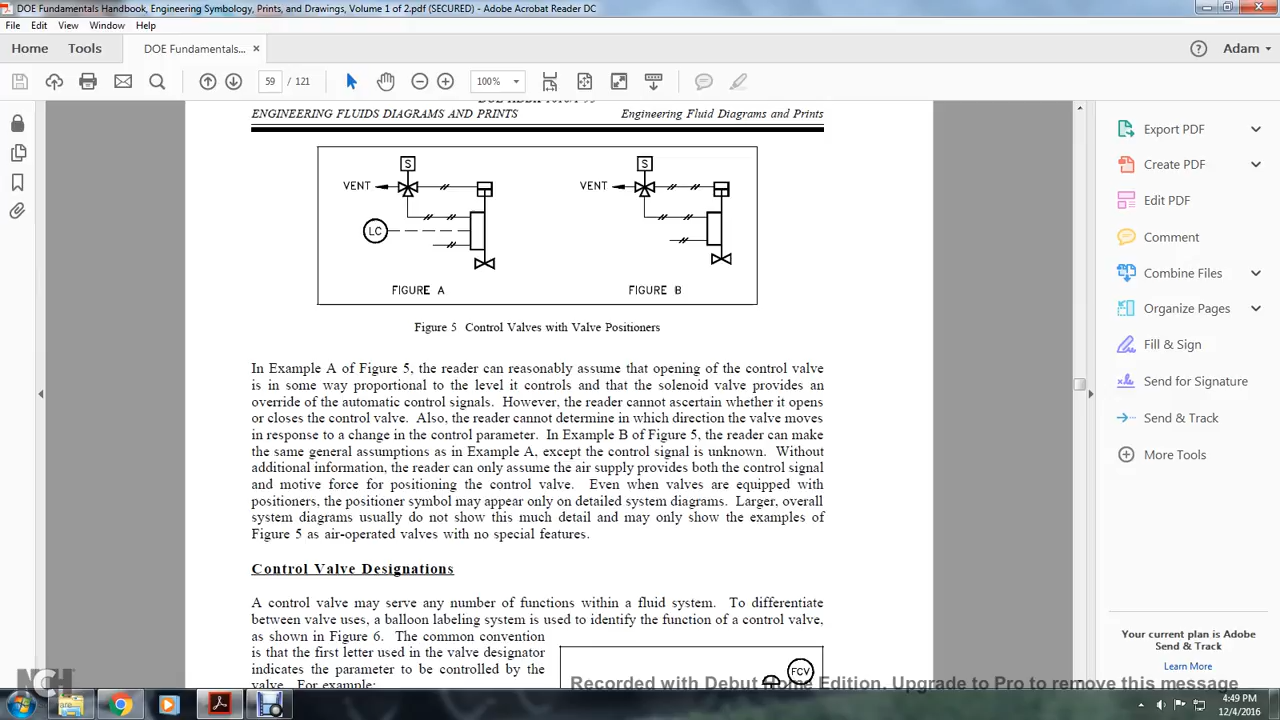 DOE Fundamentals Handbook, Engineering Symbology, Prints, and Drawings, Volume 1 of 2.pdf (SECURED) - Adobe Acrobat Reader DC
File Edit View Window Help
Home Tools DOE Fundamentals... × Adam
59 / 121 100%
ENGINEERING FLUIDS DIAGRAMS AND PRINTS Engineering Fluid Diagrams and Prints
S S
VENT VENT
LC
FIGURE A FIGURE B
Figure 5 Control Valves with Valve Positioners
In Example A of Figure 5, the reader can reasonably assume that opening of the control valve
is in some way proportional to the level it controls and that the solenoid valve provides an
override of the automatic control signals. However, the reader cannot ascertain whether it opens
or closes the control valve. Also, the reader cannot determine in which direction the valve moves
in response to a change in the control parameter. In Example B of Figure 5, the reader can make
the same general assumptions as in Example A, except the control signal is unknown. Without
additional information, the reader can only assume the air supply provides both the control signal
and motive force for positioning the control valve. Even when valves are equipped with
positioners, the positioner symbol may appear only on detailed system diagrams. Larger, overall
system diagrams usually do not show this much detail and may only show the examples of
Figure 5 as air-operated valves with no special features.
Control Valve Designations
A control valve may serve any number of functions within a fluid system. To differentiate
between valve uses, a balloon labeling system is used to identify the function of a control valve,
as shown in Figure 6. The common convention
is that the first letter used in the valve designator
indicates the parameter to be controlled by the
valve. For example:
FCV
Export PDF
Create PDF
Edit PDF
Comment
Combine Files
Organize Pages
Fill & Sign
Send for Signature
Send & Track
More Tools
Your current plan is Adobe
Send & Track
Learn More
NCH
Recorded with Debut Home Edition. Upgrade to Pro to remove this message
4:49 PM
12/4/2016